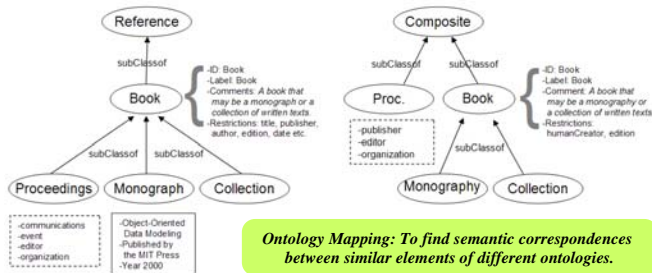 Reference
subClassof
Book
-ID: Book
-Label: Book
-Comments: A book that
may be a monograph or a
collection of written texts.
-Restrictions: title, publisher,
author, edition, date etc.
subClassof
subClassof
Proceedings
Monograph
Collection
-communications
-event
-editor
-organization
-Object-Oriented
Data Modeling
-Published by
the MIT Press
-Year 2000
Composite
subClassof
subClassof
Proc.
Book
-ID: Book
-Label: Book
-Comment: A book that
may be a monography or
a collection of written texts.
-Restrictions:
humanCreator, edition
-publisher
-editor
-organization
subClassof
Monography
Collection
Ontology Mapping: To find semantic correspondences
between similar elements of different ontologies.